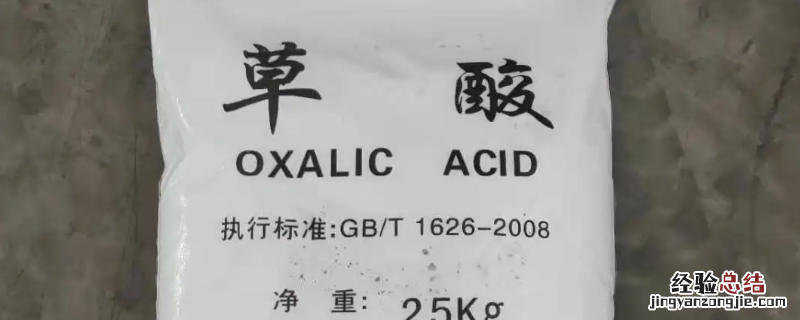 草 酸
OXALIC ACID
执行标准:GB/T 1626-2008
净 重: 25Kg
经验总结
jingyanzongjie.com